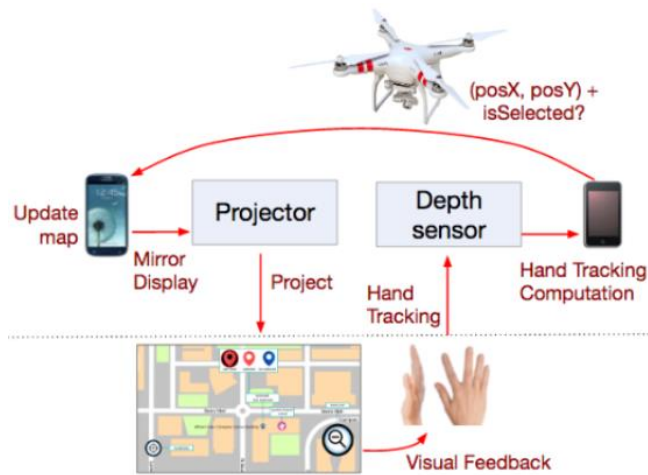 (posX, posY) +
isSelected?
Update
map
Projector
Depth
sensor
Mirror
Display
Project
Hand
Tracking
Hand Tracking
Computation
Visual Feedback